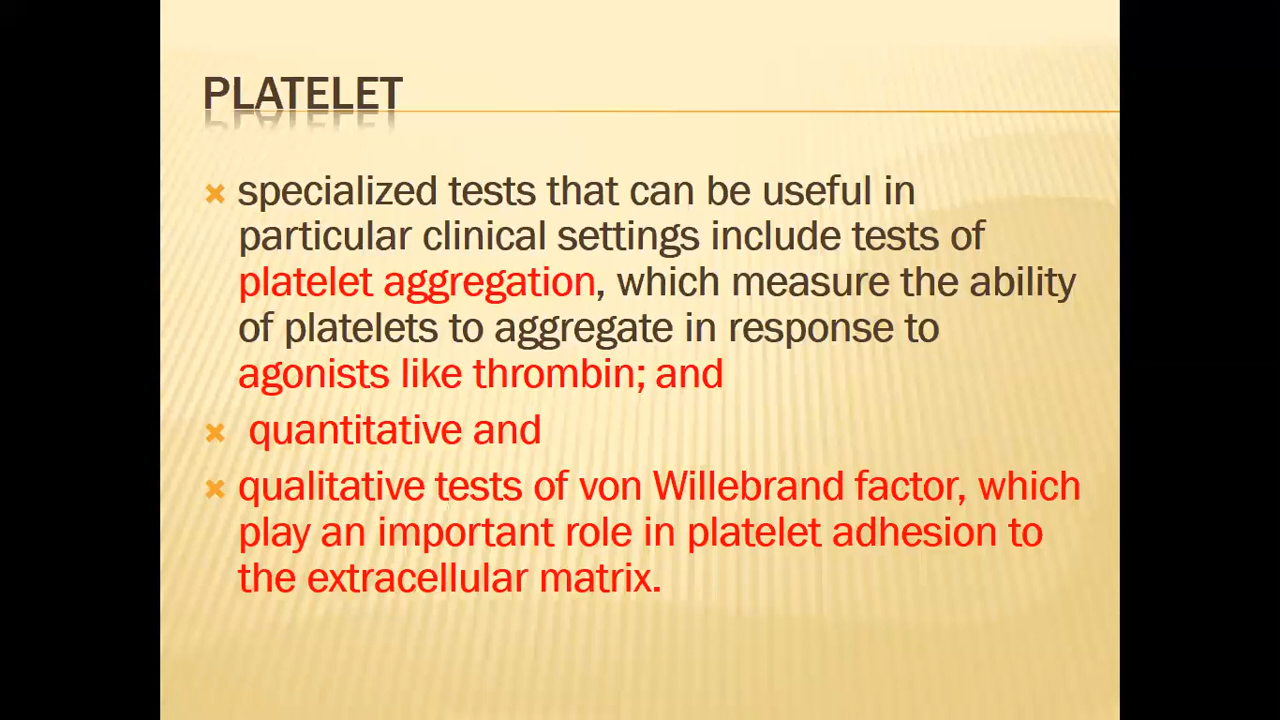 PLATELET
specialized tests that can be useful in
particular clinical settings include tests of
platelet aggregation, which measure the ability
of platelets to aggregate in response to
agonists like thrombin; and
quantitative and
qualitative tests of von Willebrand factor, which
play an important role in platelet adhesion to
the extracellular matrix.